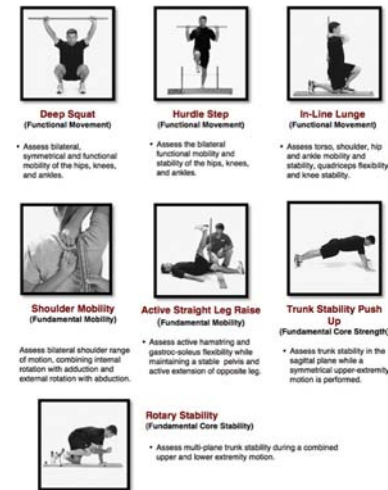 Deep Squat
(Functional Movement)
• Assess bilateral,
symmetrical and functional
mobility of the hips, knees,
and ankles.
Hurdle Step
(Functional Movement)
• Assess the bilateral
functional mobility and
stability of the hips, knees,
and ankles.
In-Line Lunge
(Functional Movement)
• Assess torso, shoulder, hip
and ankle mobility and
stability, quadriceps flexibility
and knee stability.
Shoulder Mobility
(Fundamental Mobility)
Assess bilateral shoulder range
of motion, combining internal
rotation with adduction and
external rotation with abduction.
Active Straight Leg Raise
(Fundamental Mobility)
• Assess active hamstring and
gastroc-soleus flexibility while
maintaining a stable pelvis and
active extension of opposite leg.
Trunk Stability Push
Up
(Fundamental Core Strength)
• Assess trunk stability in the
sagittal plane while a
symmetrical upper-extremity
motion is performed.
Rotary Stability
(Fundamental Core Stability)
• Assess multi-plane trunk stability during a combined
upper and lower extremity motion.